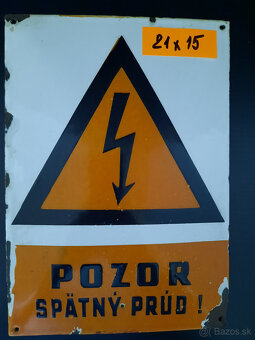 21 x 15
POZOR
SPÄTNÝ PRÚD !
Bazos.sk